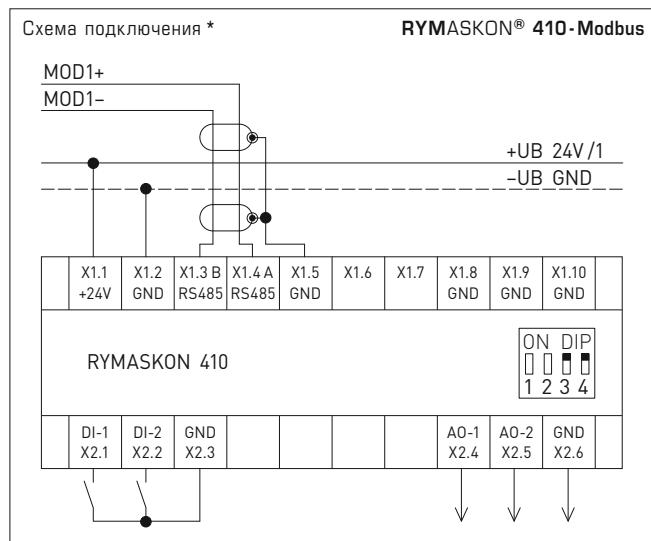 Схема подключения *
RYMASKON® 410-Modbus
MOD1+
MOD1–
+UB 24V/1
–UB GND
X1.1 X1.2 X1.3 B X1.4 A X1.5 X1.6 X1.7 X1.8 X1.9 X1.10
+24V GND RS485 RS485 GND GND GND GND
RYMASKON 410
ON DIP
1 2 3 4
DI-1 DI-2 GND AO-1 AO-2 GND
X2.1 X2.2 X2.3 X2.4 X2.5 X2.6